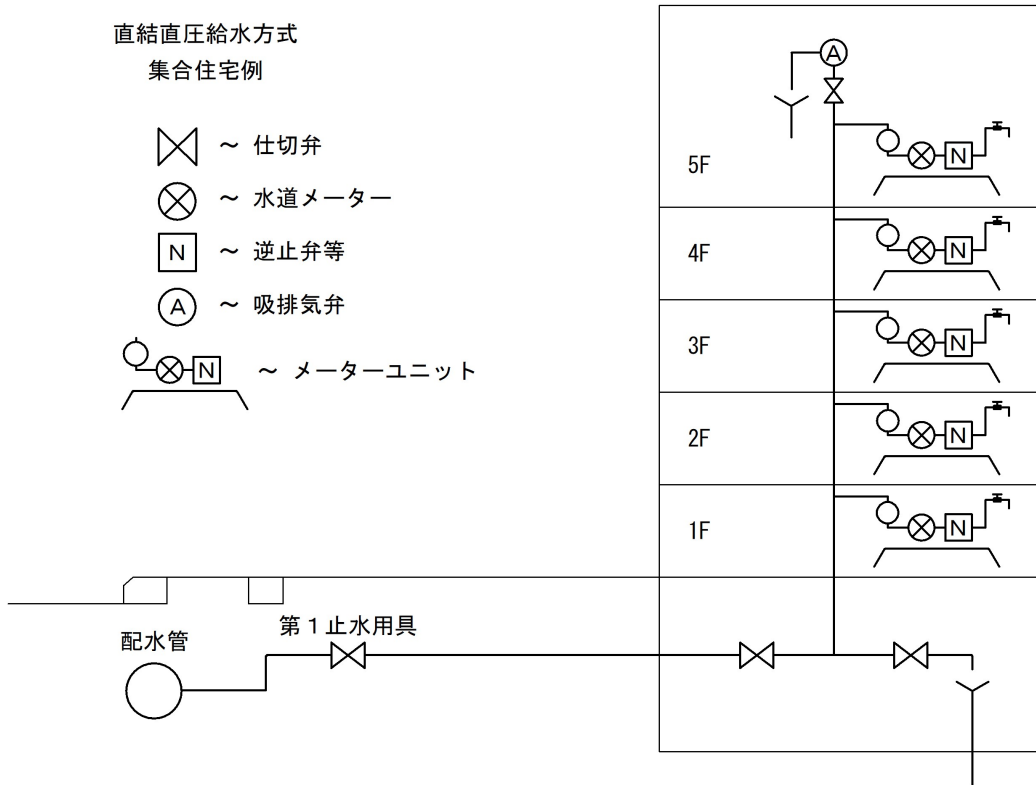 直結直圧給水方式
集合住宅例
～ 仕切弁
～ 水道メーター
N ～ 逆止弁等
A ～ 吸排気弁
N ～ メーターユニット
A
5F N
4F N
3F N
2F N
1F N
第１止水用具
配水管